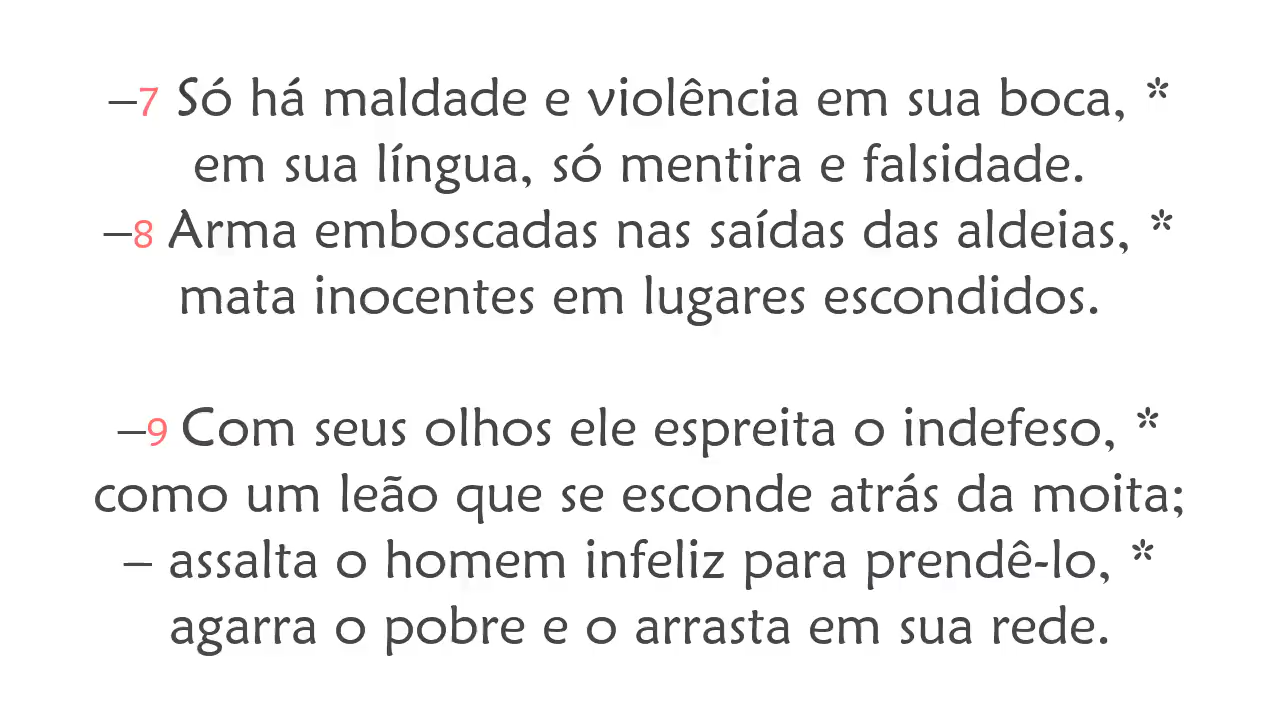 –7 Só há maldade e violência em sua boca, *
em sua língua, só mentira e falsidade.
–8 Arma emboscadas nas saídas das aldeias, *
mata inocentes em lugares escondidos.
–9 Com seus olhos ele espreita o indefeso, *
como um leão que se esconde atrás da moita;
– assalta o homem infeliz para prendê-lo, *
agarra o pobre e o arrasta em sua rede.